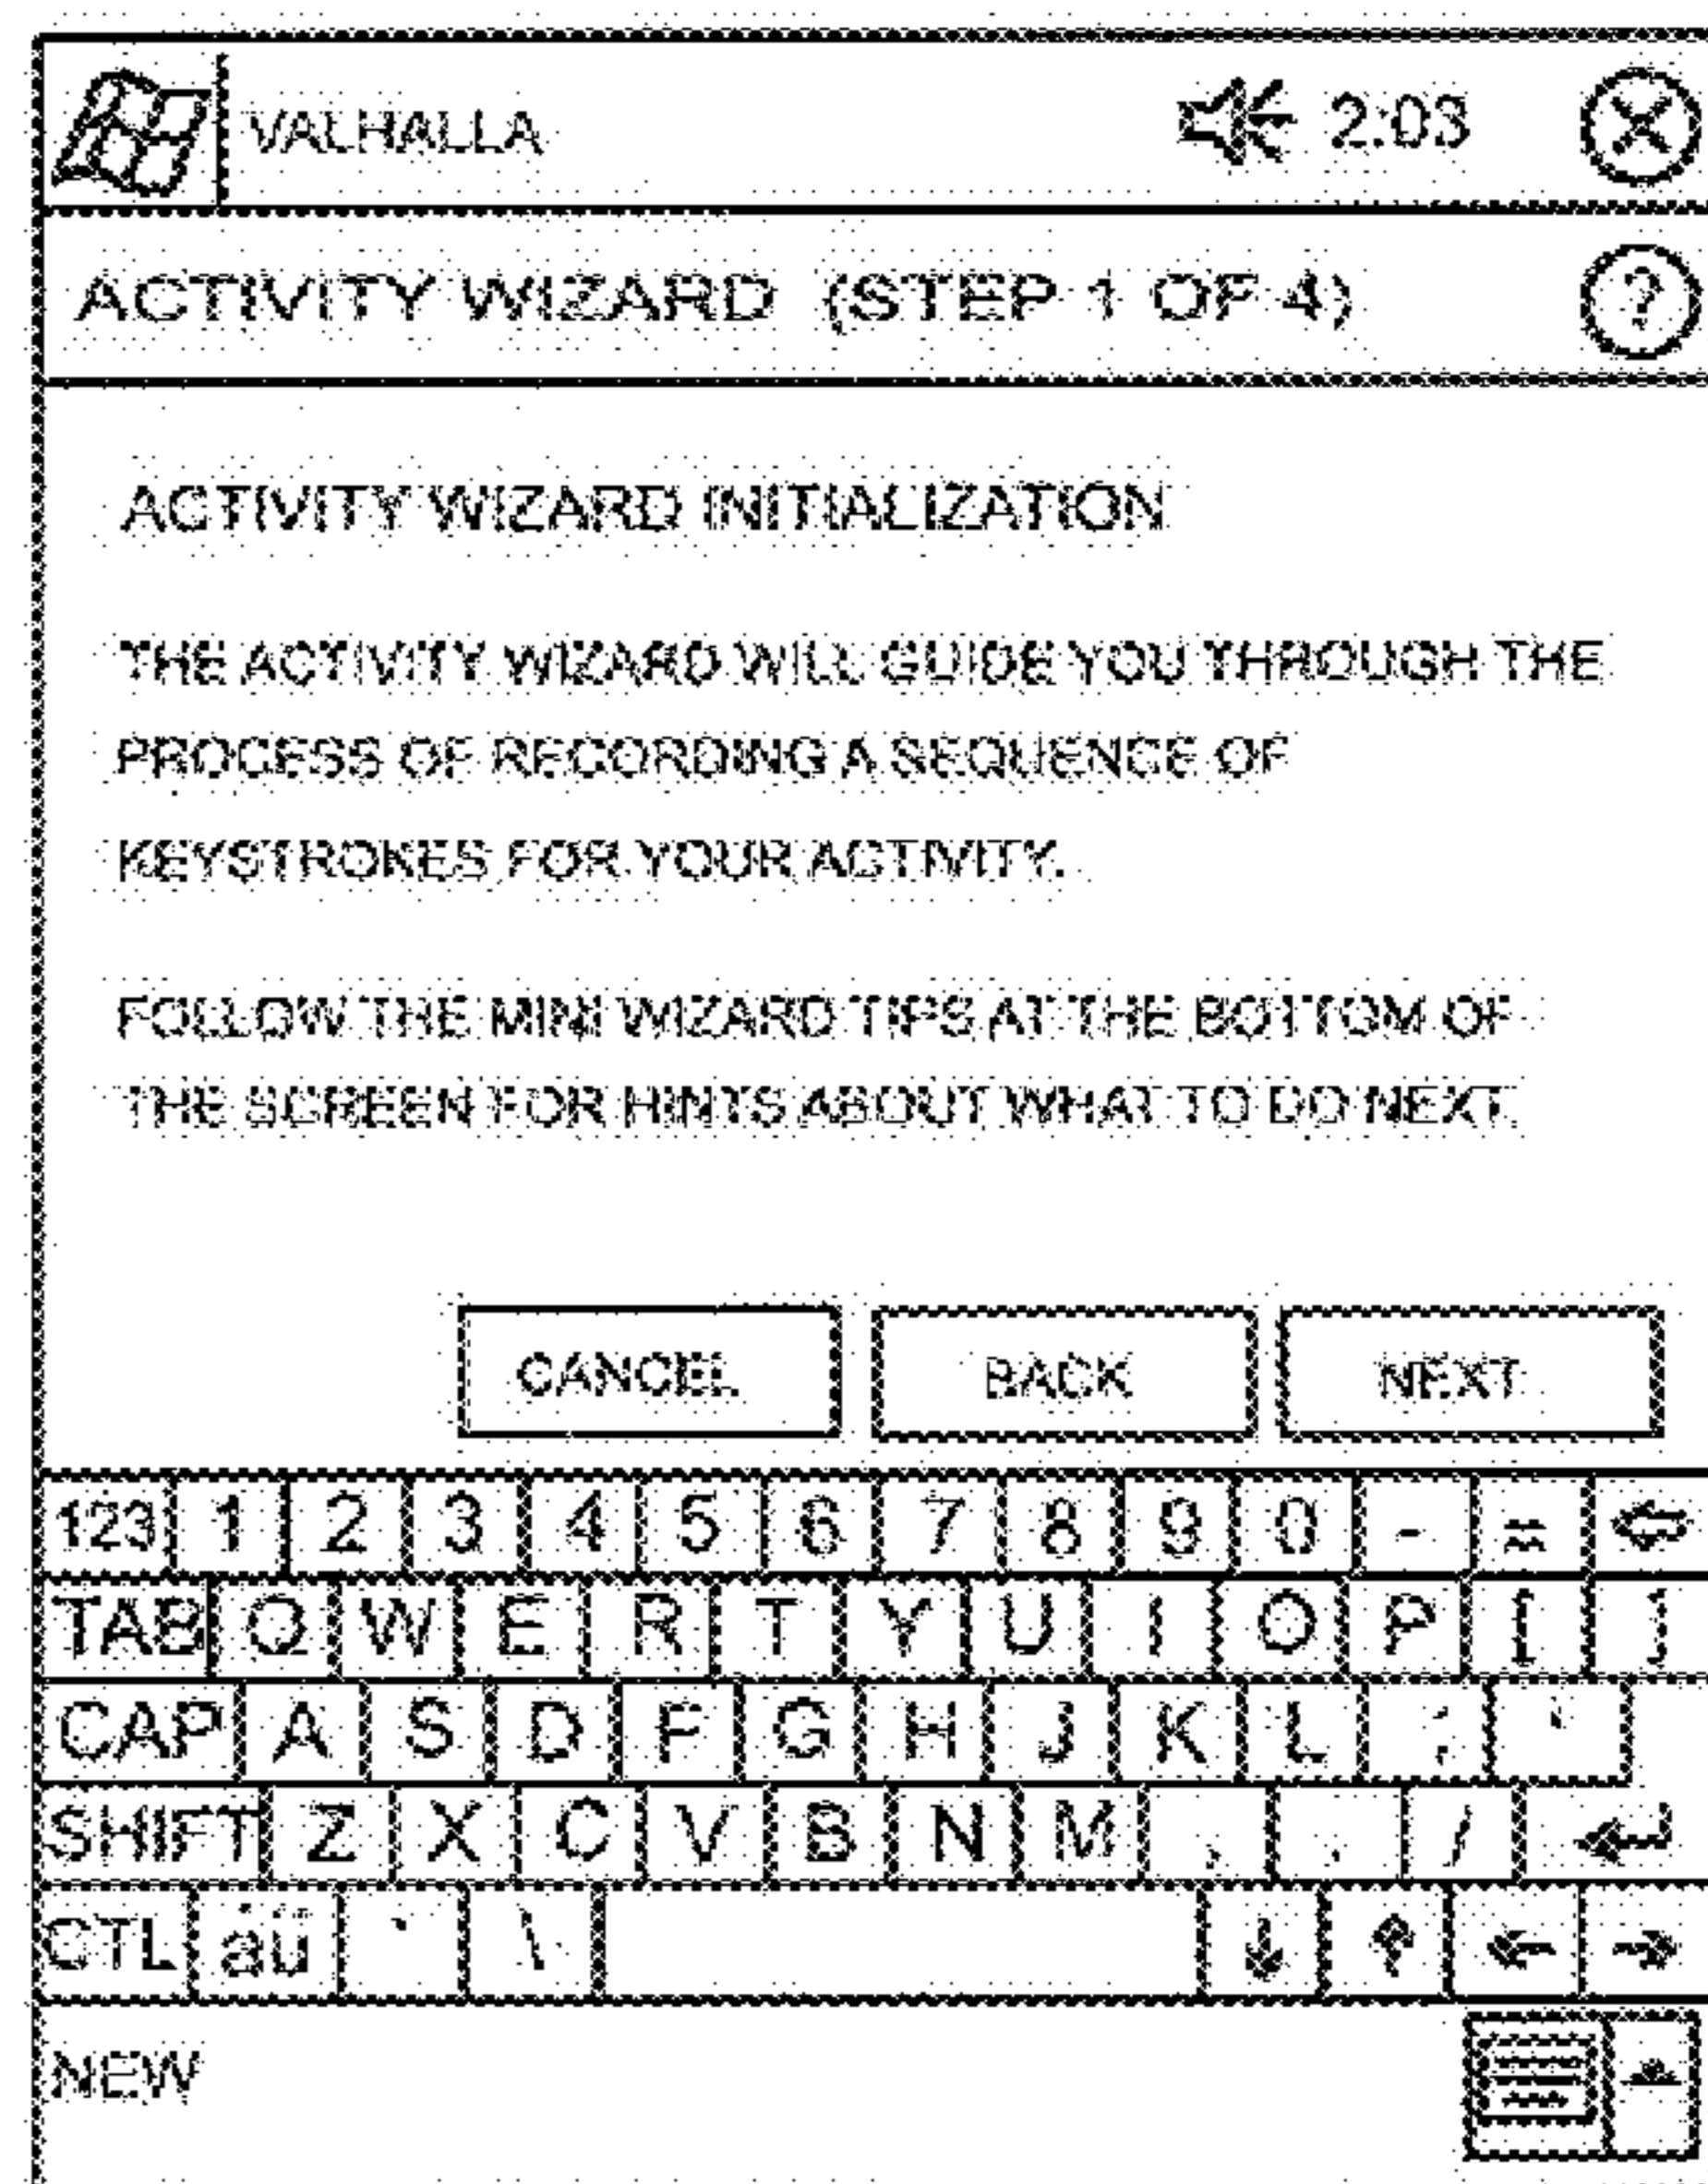 VALHALLA 2:03
ACTIVITY WIZARD (STEP 1 OF 4) ?
ACTIVITY WIZARD INITIALIZATION
THE ACTIVITY WIZARD WILL GUIDE YOU THROUGH THE
PROCESS OF RECORDING A SEQUENCE OF
KEYSTROKES FOR YOUR ACTIVITY.
FOLLOW THE MINI WIZARD TIPS AT THE BOTTOM OF
THE SCREEN FOR HINTS ABOUT WHAT TO DO NEXT.
CANCEL BACK NEXT
123 1 2 3 4 5 6 7 8 9 0 - =
TAB Q W E R T Y U I O P [ ]
CAP A S D F G H J K L ; '
SHIFT Z X C V B N M , . /
CTL áü ` \ ↓ ↑ ← →
NEW